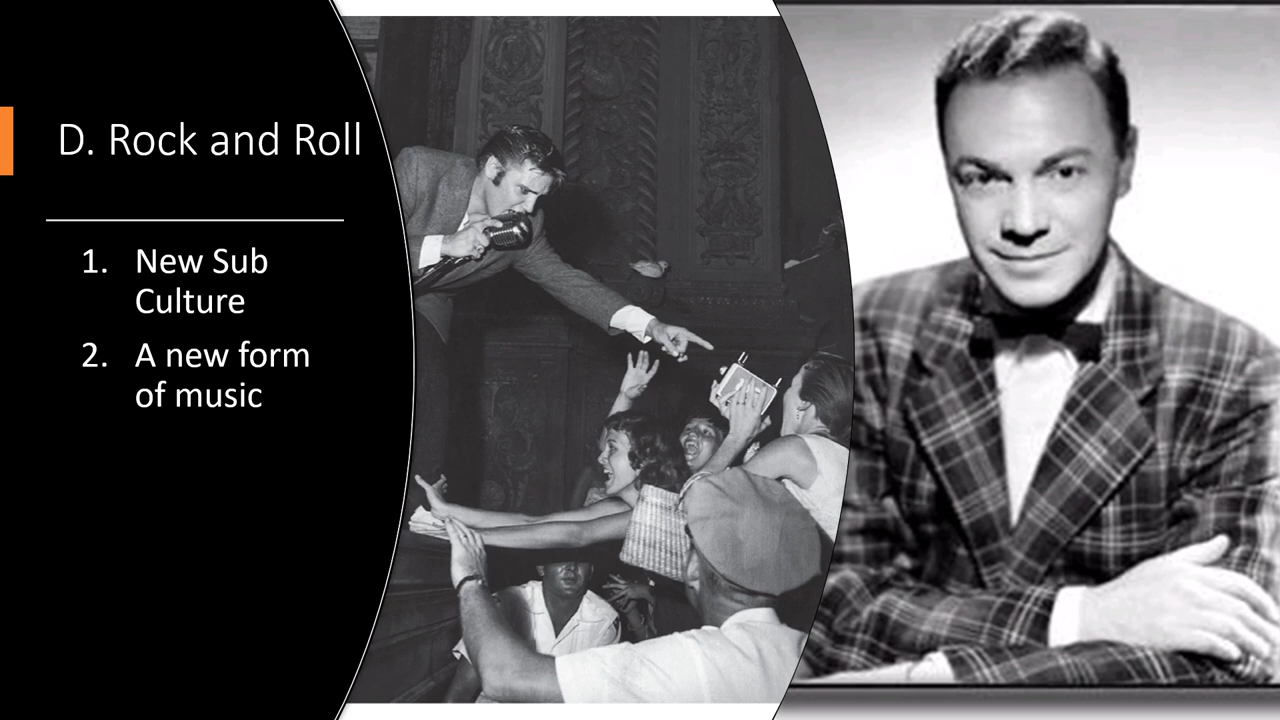 D. Rock and Roll
1. New Sub
Culture
2. A new form
of music